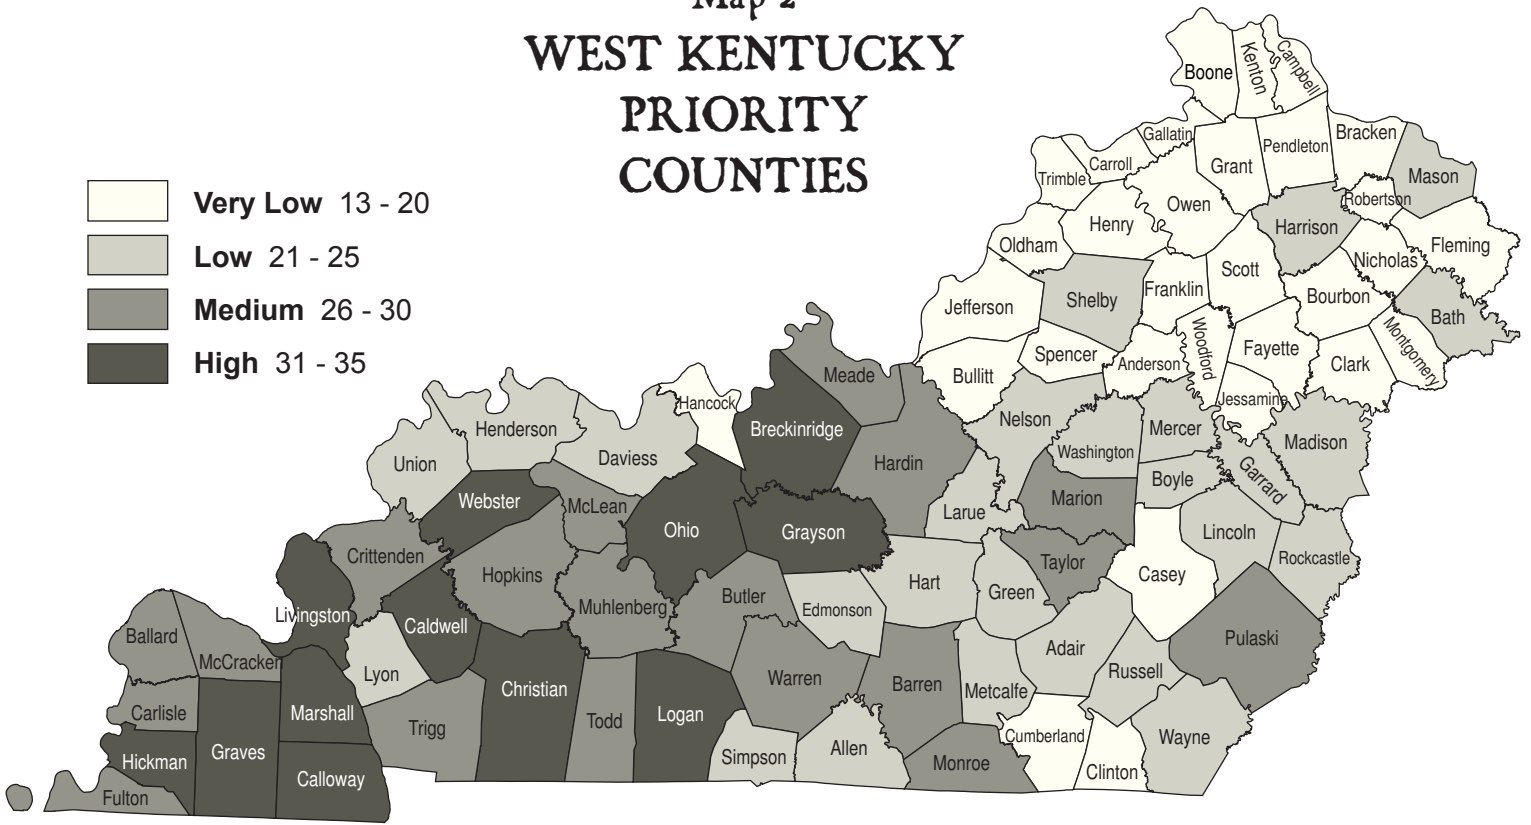 Map 2
WEST KENTUCKY
PRIORITY
COUNTIES
Very Low 13 - 20
Low 21 - 25
Medium 26 - 30
High 31 - 35
Boone
Kenton
Campbell
Gallatin
Grant
Pendleton
Bracken
Mason
Trimble
Carroll
Owen
Robertson
Henry
Harrison
Fleming
Oldham
Nicholas
Scott
Jefferson
Shelby
Franklin
Bourbon
Bath
Spencer
Anderson
Woodford
Fayette
Clark
Montgomery
Bullitt
Jessamine
Meade
Hancock
Breckinridge
Henderson
Daviess
Union
Hardin
Nelson
Washington
Mercer
Madison
Boyle
Garrard
Webster
McLean
Ohio
Grayson
Larue
Marion
Lincoln
Rockcastle
Crittenden
Hopkins
Muhlenberg
Butler
Edmonson
Hart
Green
Taylor
Casey
Livingston
Caldwell
Ballard
McCracken
Lyon
Pulaski
Adair
Russell
Carlisle
Marshall
Trigg
Christian
Todd
Logan
Warren
Barren
Metcalfe
Cumberland
Wayne
Hickman
Graves
Calloway
Simpson
Allen
Monroe
Clinton
Fulton